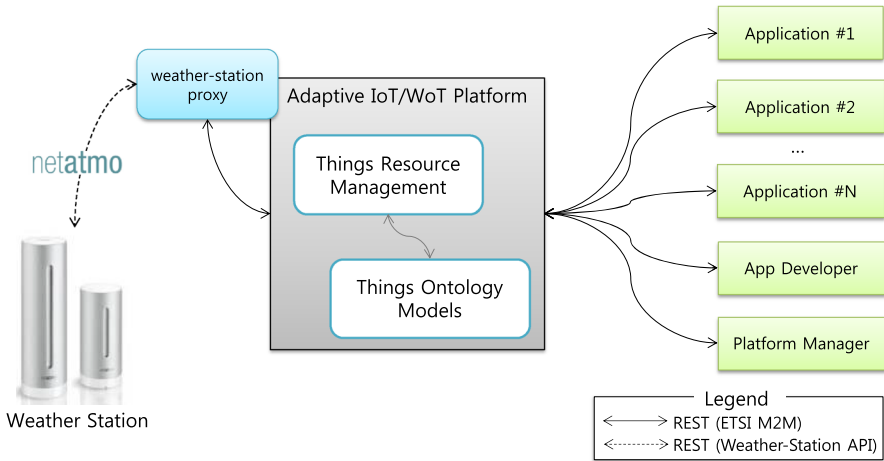 weather-station
proxy
netatmo
Weather Station
Adaptive IoT/WoT Platform
Things Resource
Management
Things Ontology
Models
Application #1
Application #2
...
Application #N
App Developer
Platform Manager
Legend
REST (ETSI M2M)
REST (Weather-Station API)